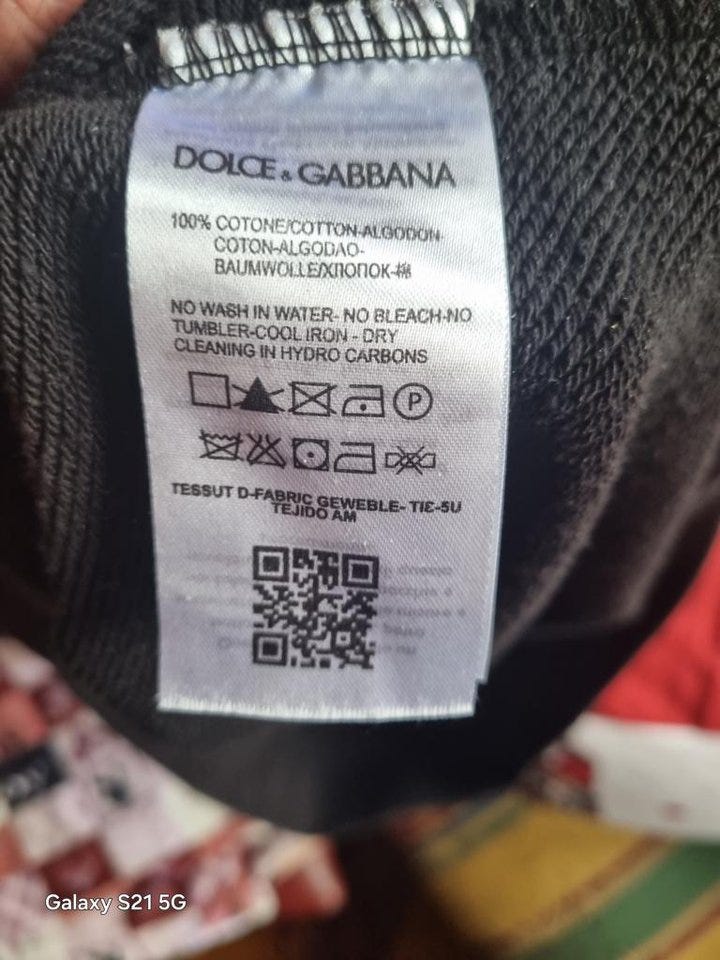 DOLCE & GABBANA
100% COTONE/COTTON-ALGODON-
COTON-ALGODAO-
BAUMWOLLE/ХЛОПОК-棉
NO WASH IN WATER- NO BLEACH-NO
TUMBLER-COOL IRON - DRY
CLEANING IN HYDRO CARBONS
P
TESSUT D-FABRIC GEWEBLE- TIE-5U
TEJIDO AM
Galaxy S21 5G